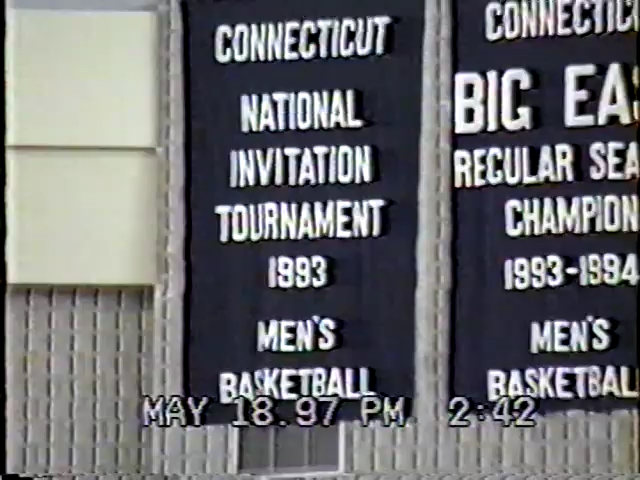 CONNECTICUT
NATIONAL
INVITATION
TOURNAMENT
1993
MEN'S
BASKETBALL
CONNECTIC
BIG EA
REGULAR SEA
CHAMPION
1993-1994
MEN'S
BASKETBAL
MAY 18.97 PM 2:42